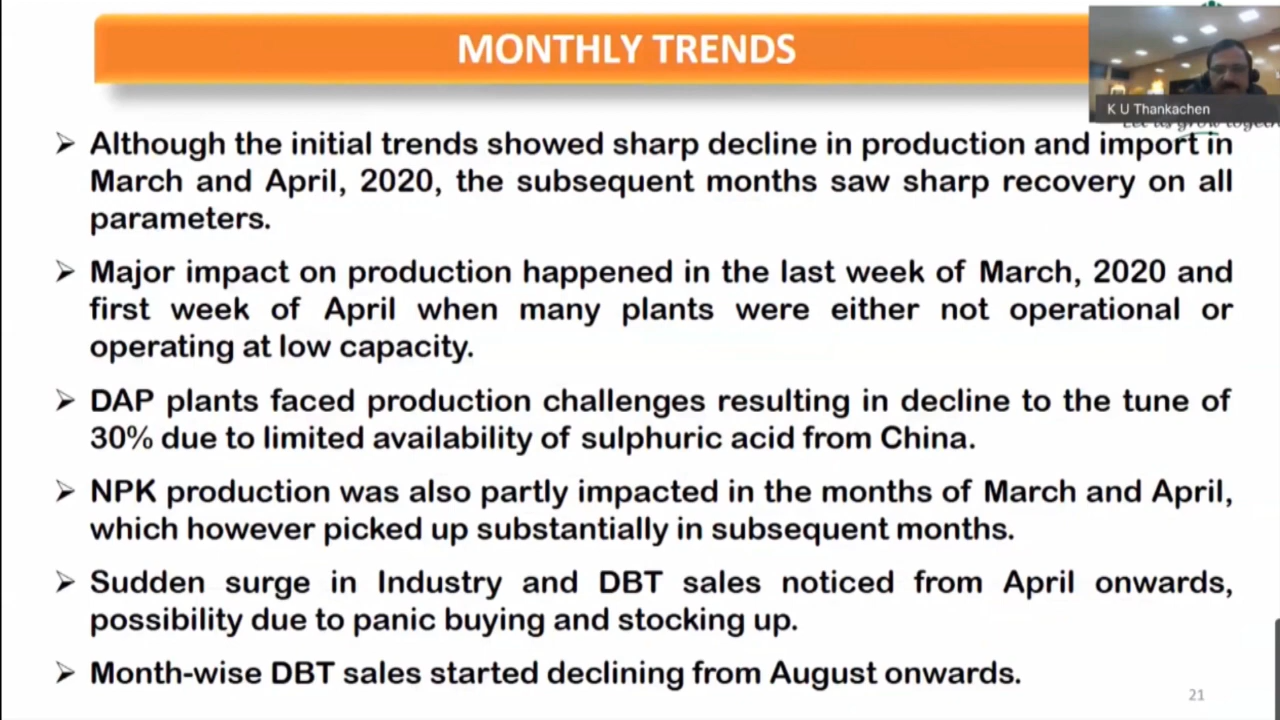 MONTHLY TRENDS
K U Thankachen
Let us grow together
➢ Although the initial trends showed sharp decline in production and import in
March and April, 2020, the subsequent months saw sharp recovery on all
parameters.
➢ Major impact on production happened in the last week of March, 2020 and
first week of April when many plants were either not operational or
operating at low capacity.
➢ DAP plants faced production challenges resulting in decline to the tune of
30% due to limited availability of sulphuric acid from China.
➢ NPK production was also partly impacted in the months of March and April,
which however picked up substantially in subsequent months.
➢ Sudden surge in Industry and DBT sales noticed from April onwards,
possibility due to panic buying and stocking up.
➢ Month-wise DBT sales started declining from August onwards.
21